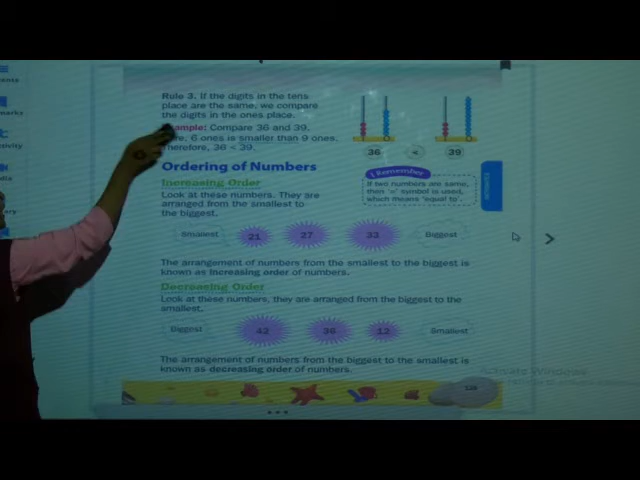 Rule 3. If the digits in the tens
place are the same, we compare
the digits in the ones place.
Compare 36 and 39.
6 ones is smaller than 9 ones.
Therefore, 36 < 39.
36 < 39
Ordering of Numbers
I Remember
If two numbers are same,
then '=' symbol is used,
which means 'equal to'.
Increasing Order
Look at these numbers. They are
arranged from the smallest to
the biggest.
Smallest 21 27 33 Biggest
The arrangement of numbers from the smallest to the biggest is
known as increasing order of numbers.
Decreasing Order
Look at these numbers, they are arranged from the biggest to the
smallest.
Biggest 42 36 12 Smallest
The arrangement of numbers from the biggest to the smallest is
known as decreasing order of numbers.
Activate Windows